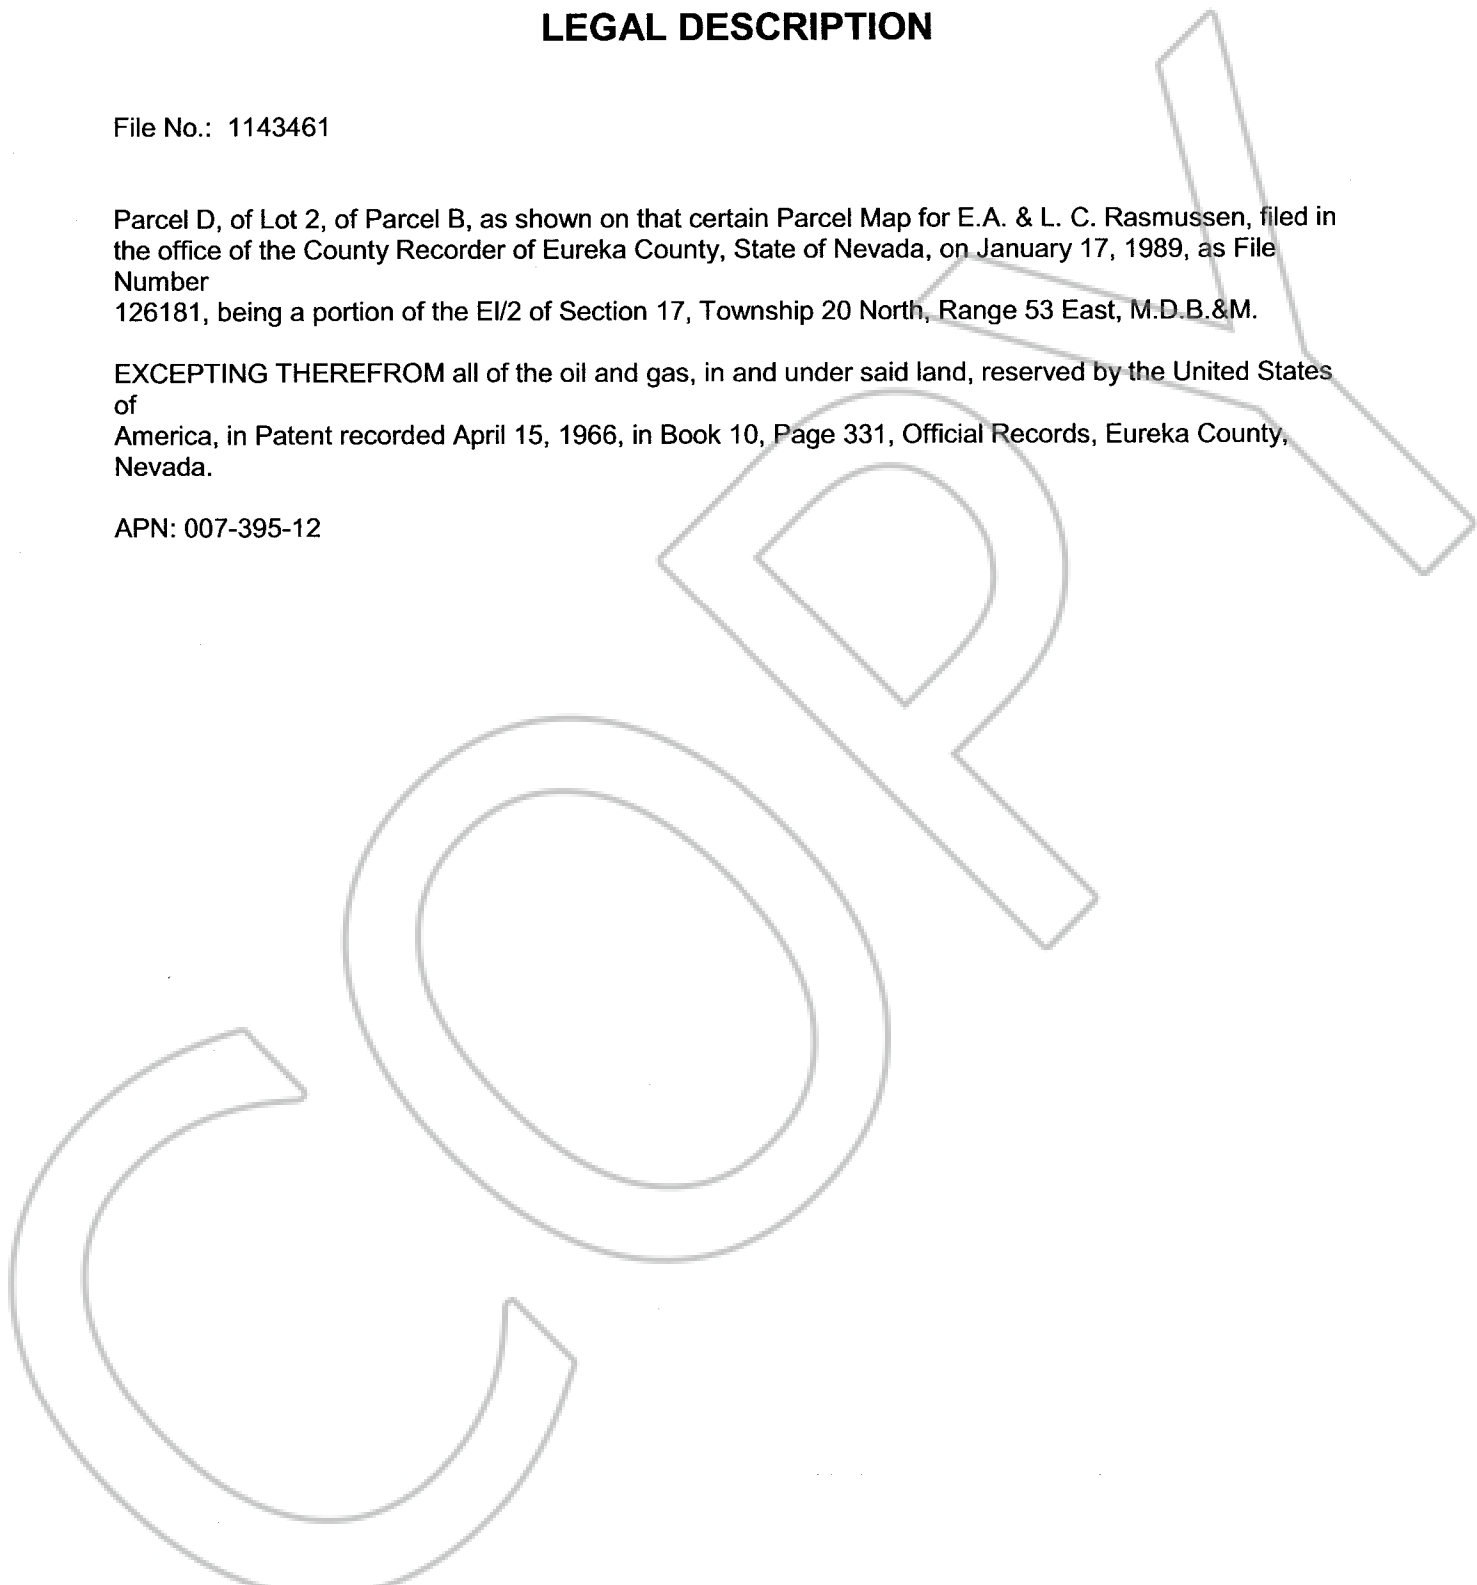 LEGAL DESCRIPTION
File No.: 1143461
Parcel D, of Lot 2, of Parcel B, as shown on that certain Parcel Map for E.A. & L. C. Rasmussen, filed in
the office of the County Recorder of Eureka County, State of Nevada, on January 17, 1989, as File
Number
126181, being a portion of the EI/2 of Section 17, Township 20 North, Range 53 East, M.D.B.&M.
EXCEPTING THEREFROM all of the oil and gas, in and under said land, reserved by the United States
of
America, in Patent recorded April 15, 1966, in Book 10, Page 331, Official Records, Eureka County,
Nevada.
APN: 007-395-12
COPY